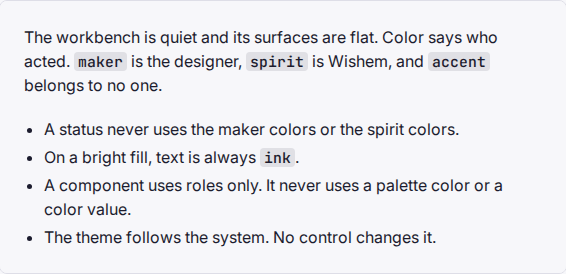 The workbench is quiet and its surfaces are flat. Color says who
acted. maker is the designer, spirit is Wishem, and accent
belongs to no one.
• A status never uses the maker colors or the spirit colors.
• On a bright fill, text is always ink.
• A component uses roles only. It never uses a palette color or a
color value.
• The theme follows the system. No control changes it.